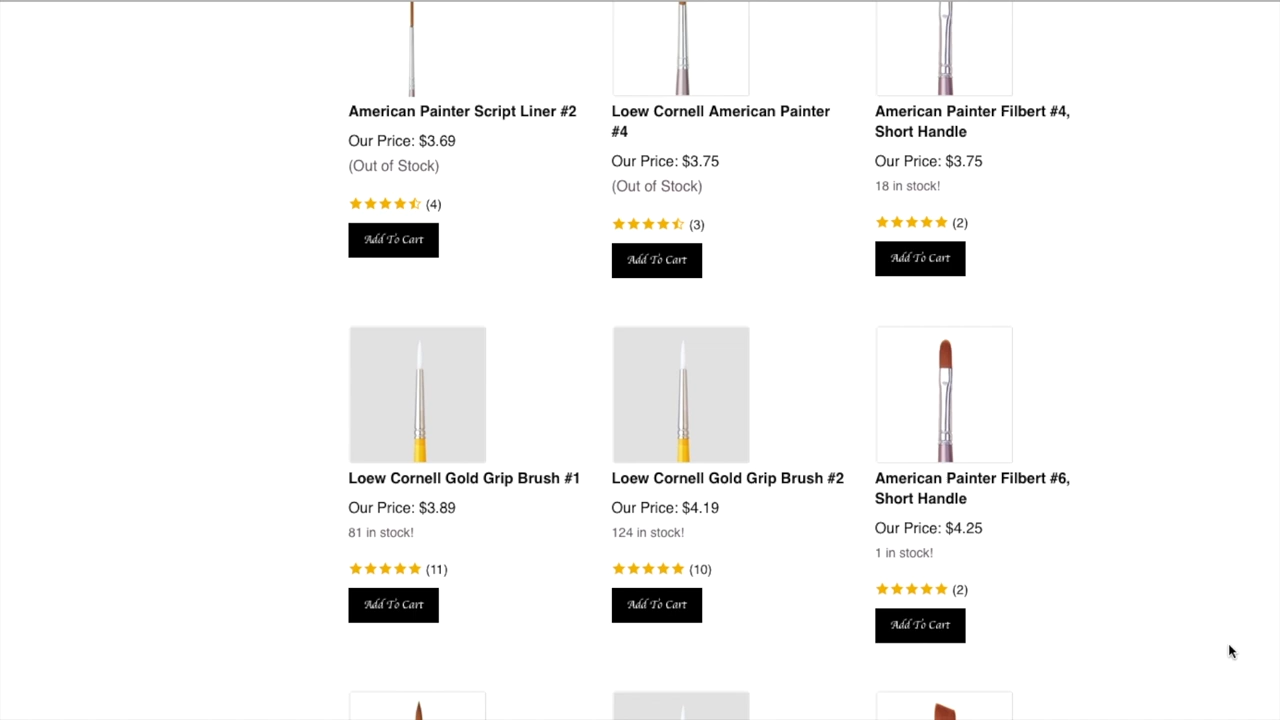 American Painter Script Liner #2
Our Price: $3.69
(Out of Stock)
(4)
Add To Cart
Loew Cornell American Painter
#4
Our Price: $3.75
(Out of Stock)
(3)
Add To Cart
American Painter Filbert #4,
Short Handle
Our Price: $3.75
18 in stock!
(2)
Add To Cart
Loew Cornell Gold Grip Brush #1
Our Price: $3.89
81 in stock!
(11)
Add To Cart
Loew Cornell Gold Grip Brush #2
Our Price: $4.19
124 in stock!
(10)
Add To Cart
American Painter Filbert #6,
Short Handle
Our Price: $4.25
1 in stock!
(2)
Add To Cart